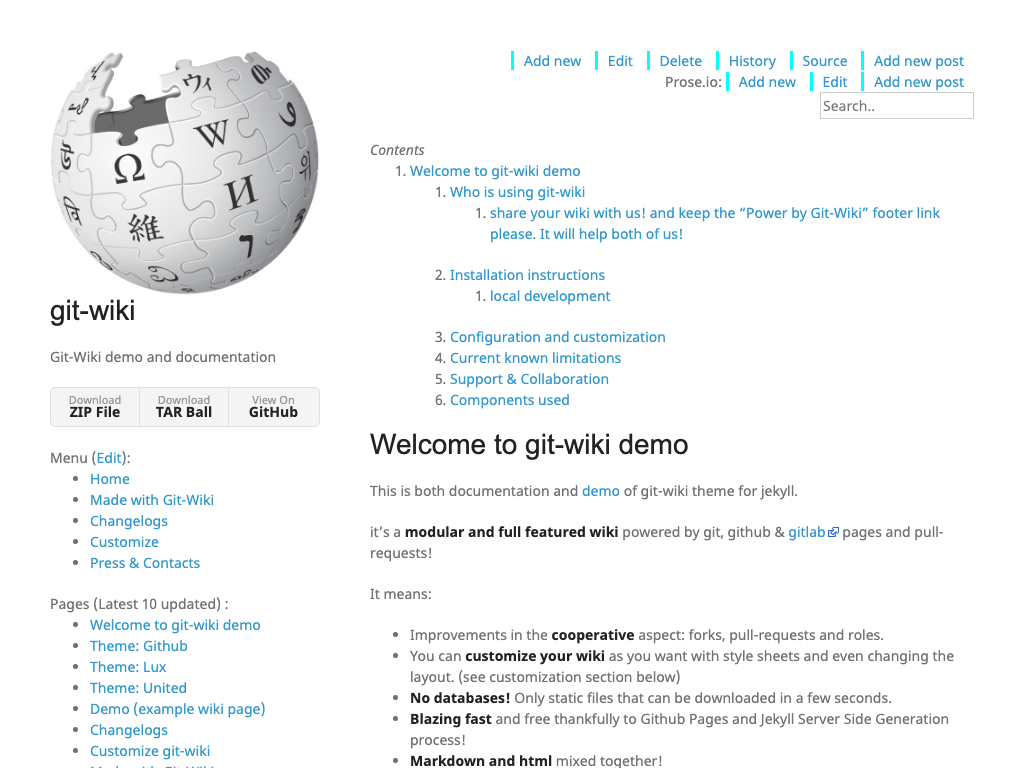 Add new Edit Delete History Source Add new post
Prose.io: Add new Edit Add new post
Search..
ウィ
W
Ω
И
維
git-wiki
Git-Wiki demo and documentation
Download ZIP File
Download TAR Ball
View On GitHub
Menu (Edit):
Home
Made with Git-Wiki
Changelogs
Customize
Press & Contacts
Pages (Latest 10 updated) :
Welcome to git-wiki demo
Theme: Github
Theme: Lux
Theme: United
Demo (example wiki page)
Changelogs
Customize git-wiki
Contents
1. Welcome to git-wiki demo
1. Who is using git-wiki
1. share your wiki with us! and keep the “Power by Git-Wiki” footer link
please. It will help both of us!
2. Installation instructions
1. local development
3. Configuration and customization
4. Current known limitations
5. Support & Collaboration
6. Components used
Welcome to git-wiki demo
This is both documentation and demo of git-wiki theme for jekyll.
it’s a modular and full featured wiki powered by git, github & gitlab pages and pull-
requests!
It means:
Improvements in the cooperative aspect: forks, pull-requests and roles.
You can customize your wiki as you want with style sheets and even changing the
layout. (see customization section below)
No databases! Only static files that can be downloaded in a few seconds.
Blazing fast and free thankfully to Github Pages and Jekyll Server Side Generation
process!
Markdown and html mixed together!